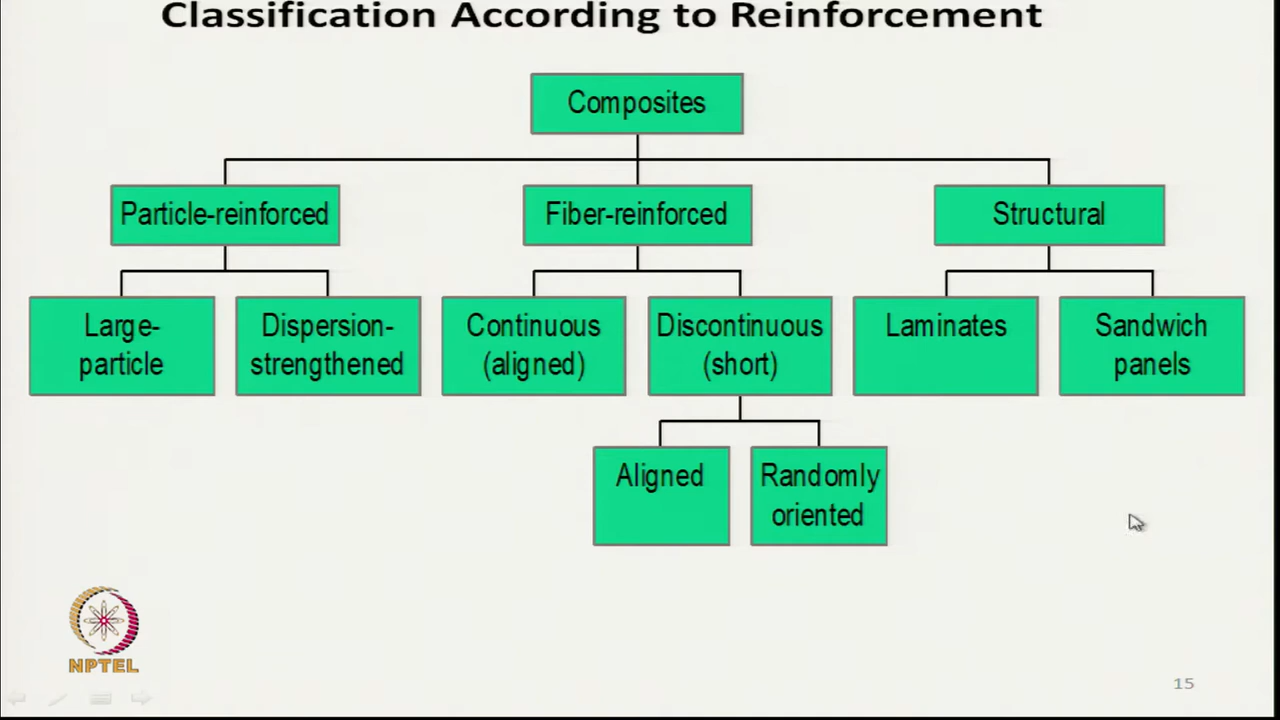 Classification According to Reinforcement
Composites
Particle-reinforced
Fiber-reinforced
Structural
Large-
particle
Dispersion-
strengthened
Continuous
(aligned)
Discontinuous
(short)
Laminates
Sandwich
panels
Aligned
Randomly
oriented
NPTEL
15